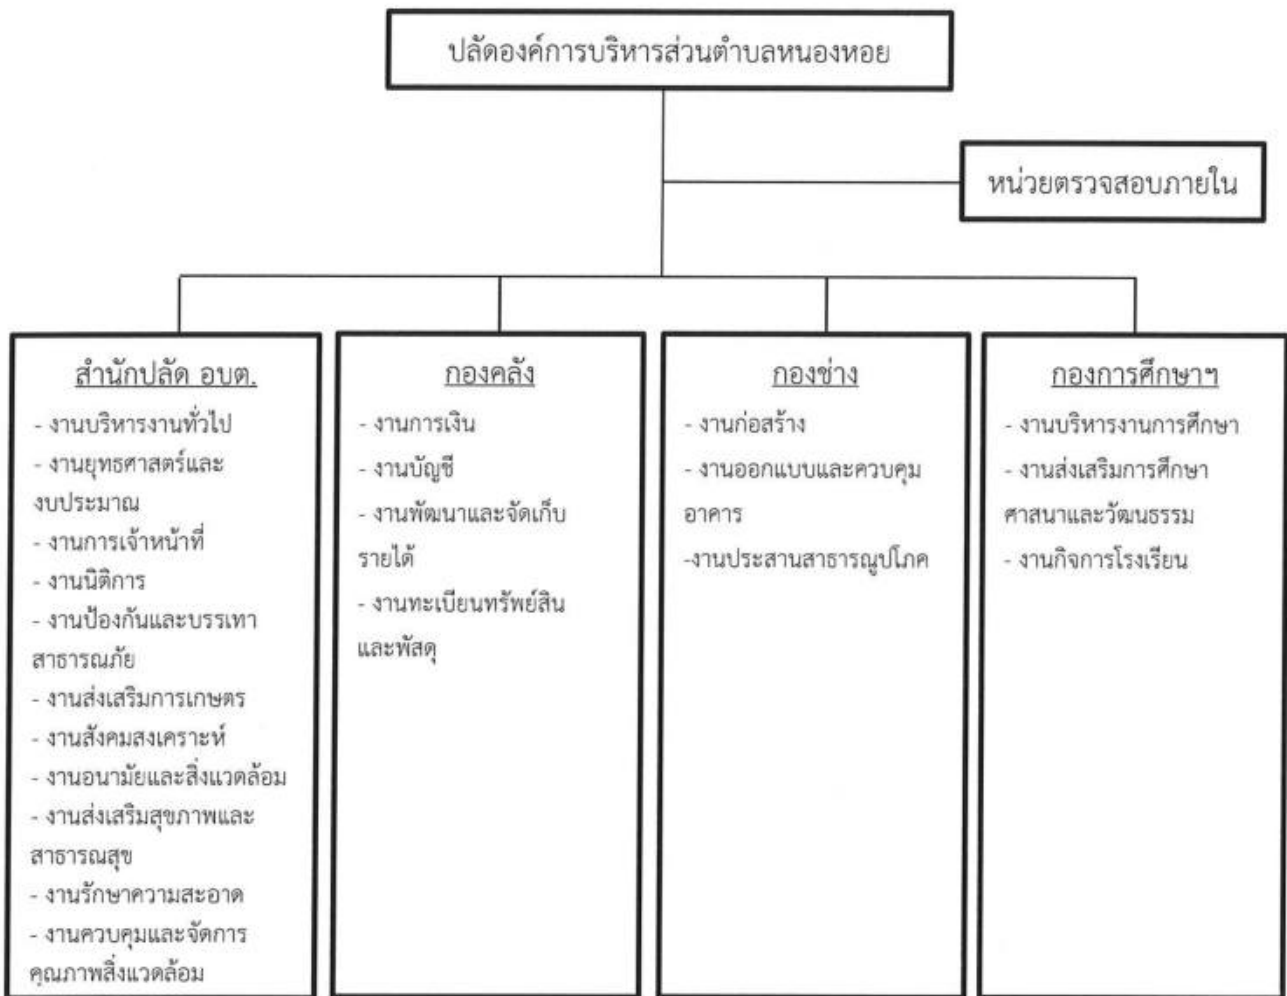 ปลัดองค์การบริหารส่วนตำบลหนองหอย
หน่วยตรวจสอบภายใน
สำนักปลัด อบต.
- งานบริหารงานทั่วไป
- งานยุทธศาสตร์และ
งบประมาณ
- งานการเจ้าหน้าที่
- งานนิติการ
- งานป้องกันและบรรเทา
สาธารณภัย
- งานส่งเสริมการเกษตร
- งานสังคมสงเคราะห์
- งานอนามัยและสิ่งแวดล้อม
- งานส่งเสริมสุขภาพและ
สาธารณสุข
- งานรักษาความสะอาด
- งานควบคุมและจัดการ
คุณภาพสิ่งแวดล้อม
กองคลัง
- งานการเงิน
- งานบัญชี
- งานพัฒนาและจัดเก็บ
รายได้
- งานทะเบียนทรัพย์สิน
และพัสดุ
กองช่าง
- งานก่อสร้าง
- งานออกแบบและควบคุม
อาคาร
-งานประสานสาธารณูปโภค
กองการศึกษาฯ
- งานบริหารงานการศึกษา
- งานส่งเสริมการศึกษา
ศาสนาและวัฒนธรรม
- งานกิจการโรงเรียน